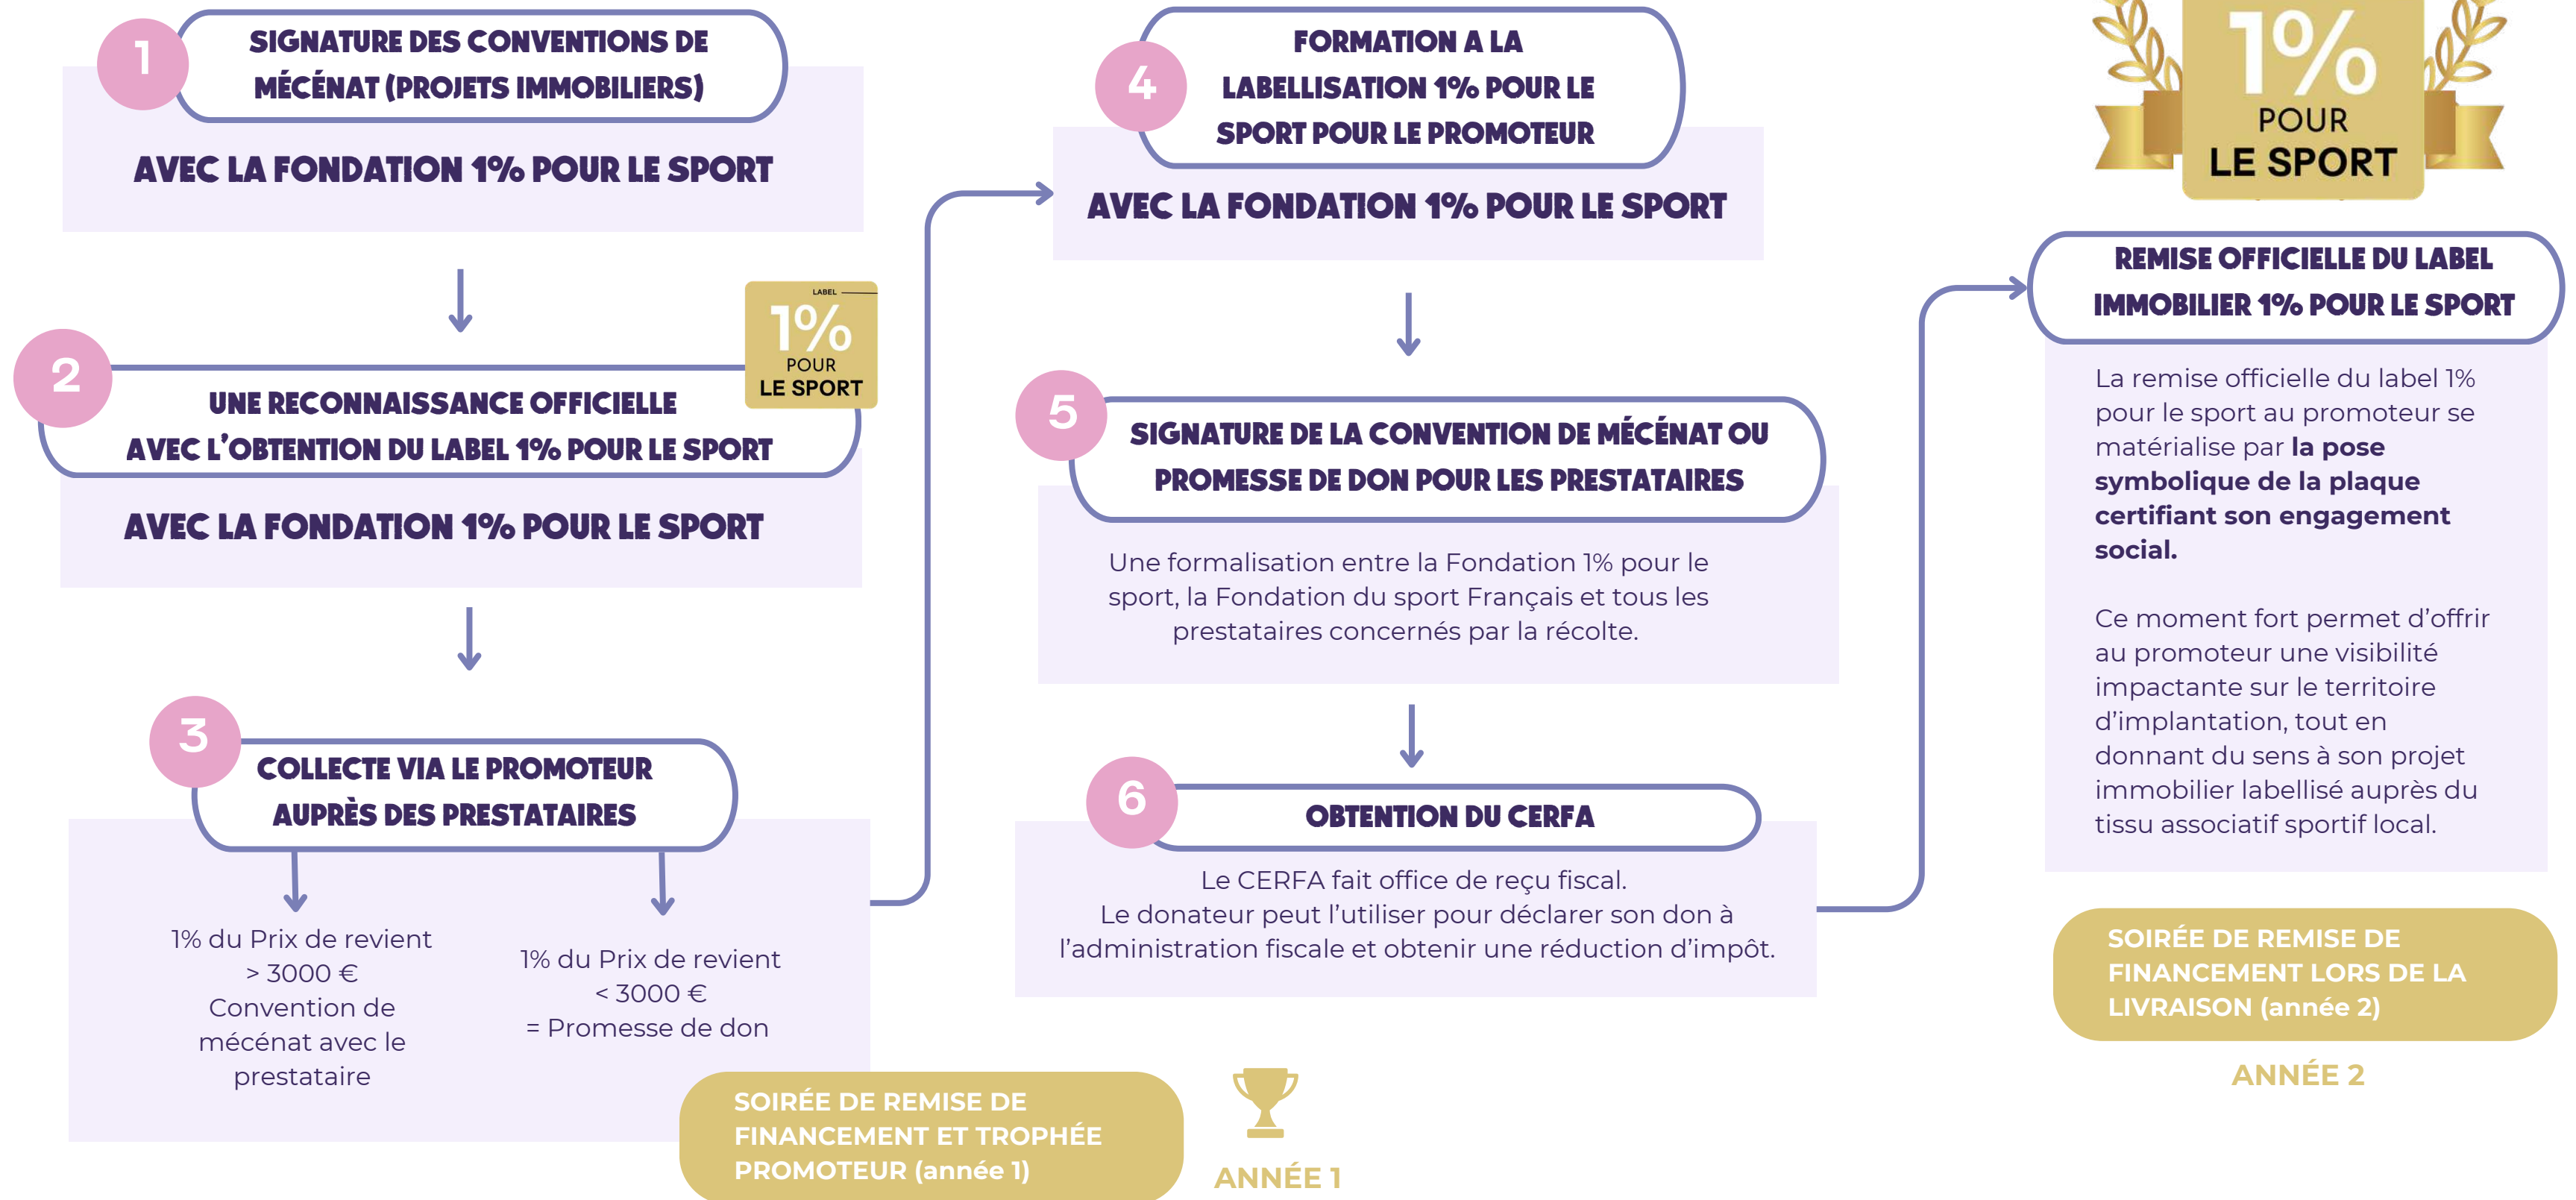 1
SIGNATURE DES CONVENTIONS DE
MÉCÉNAT (PROJETS IMMOBILIERS)
AVEC LA FONDATION 1% POUR LE SPORT
2
LABEL
1%
POUR
LE SPORT
UNE RECONNAISSANCE OFFICIELLE
AVEC L'OBTENTION DU LABEL 1% POUR LE SPORT
AVEC LA FONDATION 1% POUR LE SPORT
3
COLLECTE VIA LE PROMOTEUR
AUPRÈS DES PRESTATAIRES
1% du Prix de revient
> 3000 €
Convention de
mécénat avec le
prestataire
1% du Prix de revient
< 3000 €
= Promesse de don
SOIRÉE DE REMISE DE
FINANCEMENT ET TROPHÉE
PROMOTEUR (année 1)
ANNÉE 1
4
FORMATION A LA
LABELLISATION 1% POUR LE
SPORT POUR LE PROMOTEUR
AVEC LA FONDATION 1% POUR LE SPORT
5
SIGNATURE DE LA CONVENTION DE MÉCÉNAT OU
PROMESSE DE DON POUR LES PRESTATAIRES
Une formalisation entre la Fondation 1% pour le
sport, la Fondation du sport Français et tous les
prestataires concernés par la récolte.
6
OBTENTION DU CERFA
Le CERFA fait office de reçu fiscal.
Le donateur peut l'utiliser pour déclarer son don à
l'administration fiscale et obtenir une réduction d'impôt.
1%
POUR
LE SPORT
REMISE OFFICIELLE DU LABEL
IMMOBILIER 1% POUR LE SPORT
La remise officielle du label 1%
pour le sport au promoteur se
matérialise par la pose
symbolique de la plaque
certifiant son engagement
social.
Ce moment fort permet d'offrir
au promoteur une visibilité
impactante sur le territoire
d'implantation, tout en
donnant du sens à son projet
immobilier labellisé auprès du
tissu associatif sportif local.
SOIRÉE DE REMISE DE
FINANCEMENT LORS DE LA
LIVRAISON (année 2)
ANNÉE 2